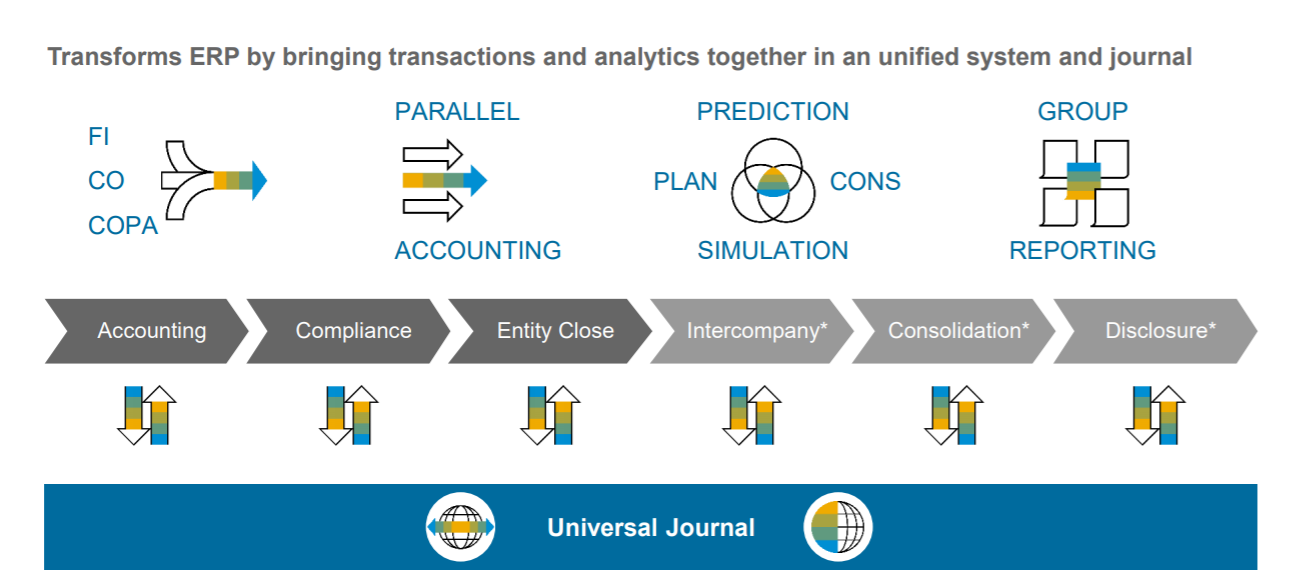 Transforms ERP by bringing transactions and analytics together in an unified system and journal
FI
CO
COPA
PARALLEL
ACCOUNTING
PREDICTION
PLAN
CONS
SIMULATION
GROUP
REPORTING
Accounting
Compliance
Entity Close
Intercompany*
Consolidation*
Disclosure*
Universal Journal